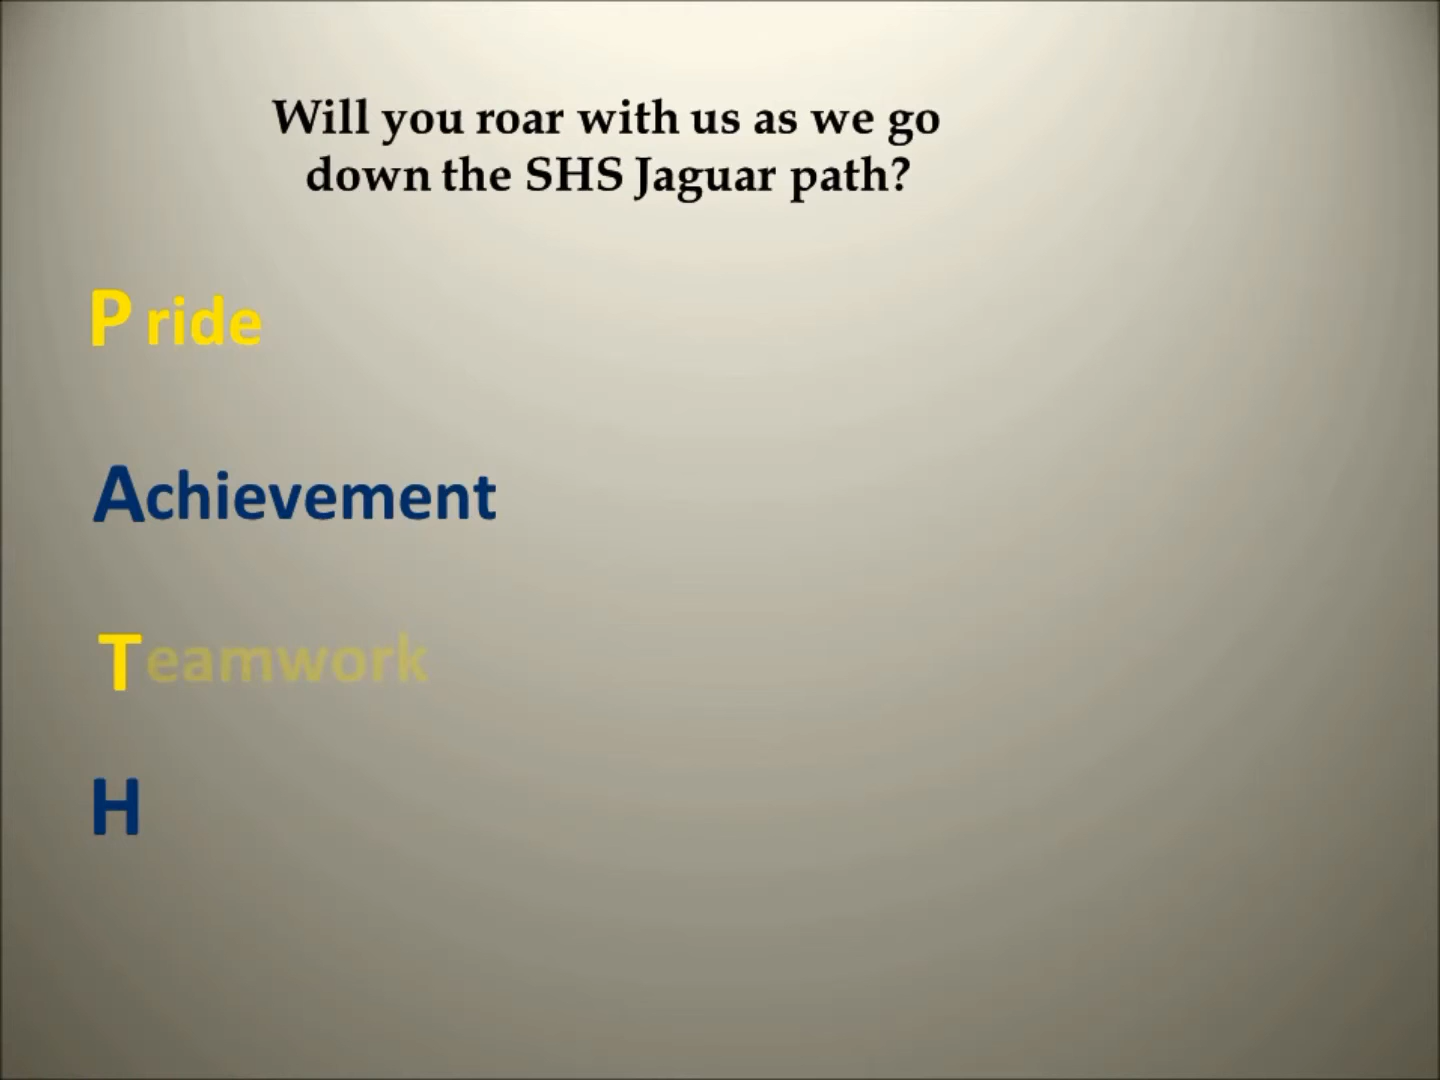 Will you roar with us as we go
down the SHS Jaguar path?
P ride
Achievement
Teamwork
H